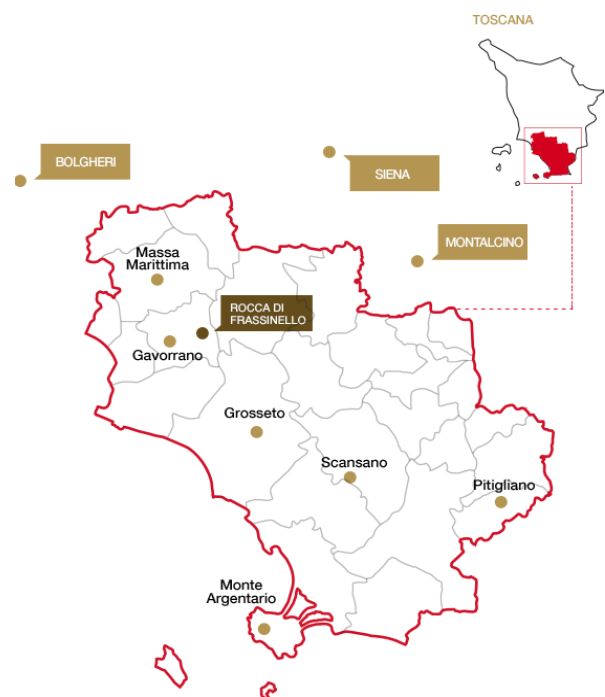 TOSCANA
BOLGHERI
SIENA
MONTALCINO
Massa
Marittima
ROCCA DI
FRASSINELLO
Gavorrano
Grosseto
Scansano
Pitigliano
Monte
Argentario